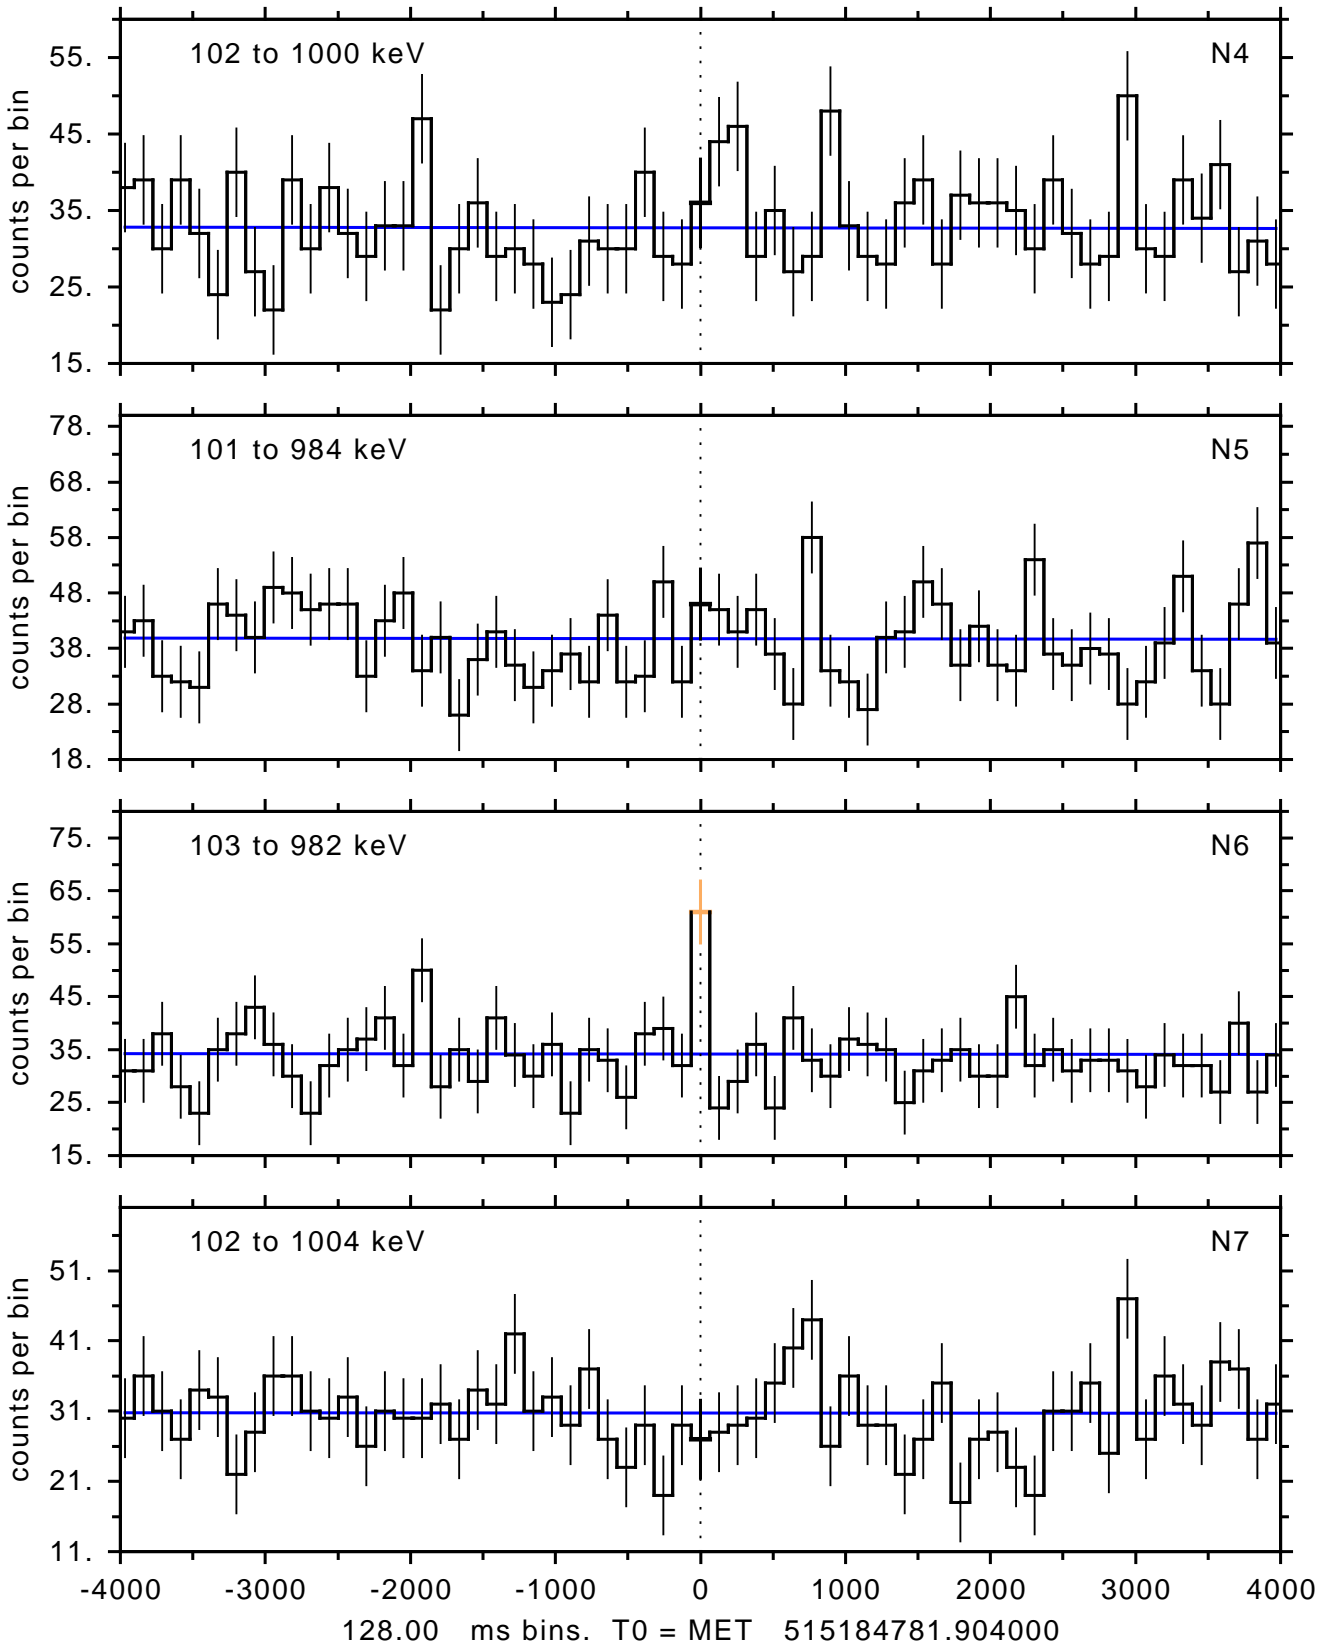 102 to 1000 keV N4
55.
45.
35.
25.
15.
counts per bin
101 to 984 keV N5
78.
68.
58.
48.
38.
28.
18.
counts per bin
103 to 982 keV N6
75.
65.
55.
45.
35.
25.
15.
counts per bin
102 to 1004 keV N7
51.
41.
31.
21.
11.
counts per bin
-4000 -3000 -2000 -1000 0 1000 2000 3000 4000
128.00 ms bins. T0 = MET 515184781.904000